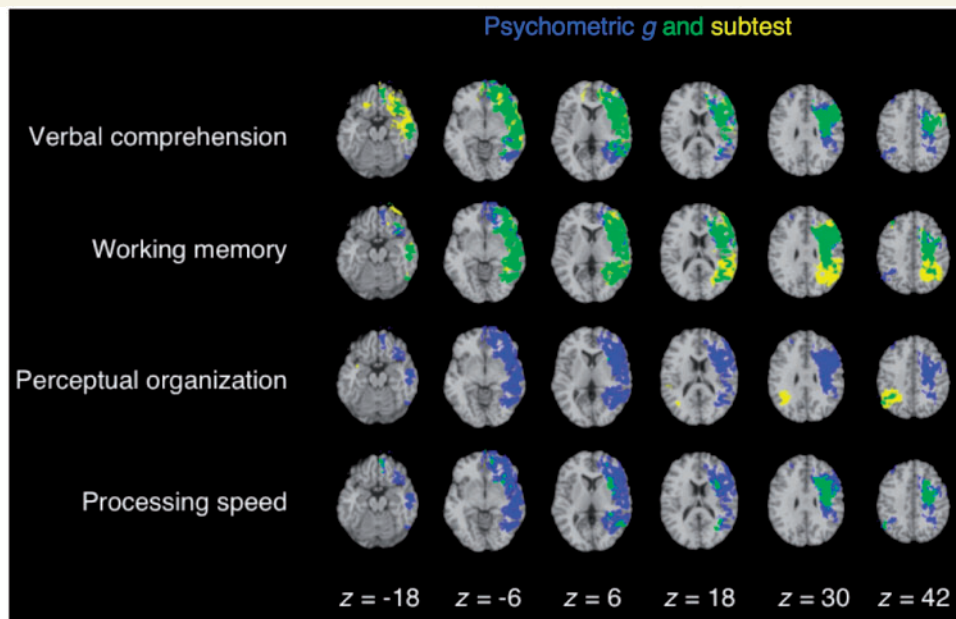 Psychometric g and subtest
Verbal comprehension
Working memory
Perceptual organization
Processing speed
z = -18 z = -6 z = 6 z = 18 z = 30 z = 42